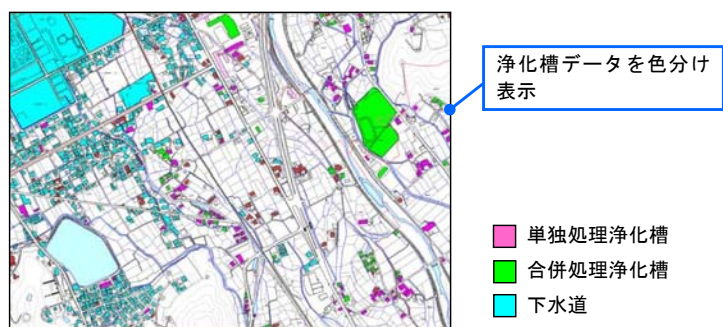 浄化槽データを色分け
表示
単独処理浄化槽
合併処理浄化槽
下水道